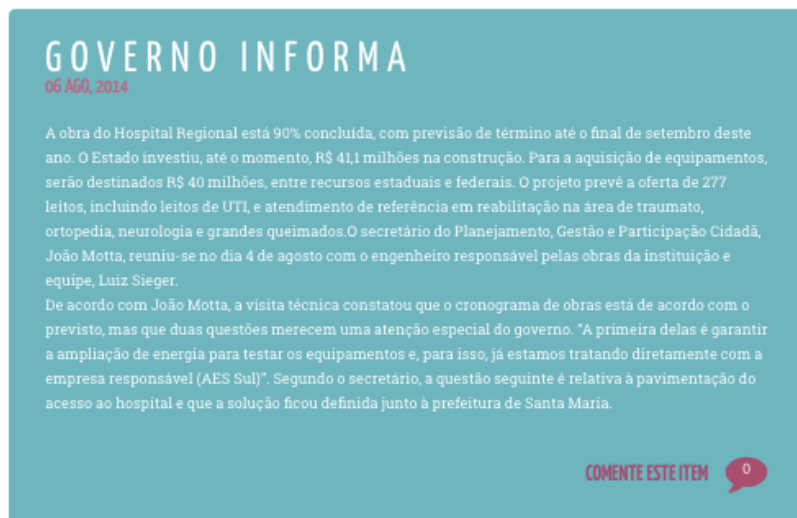 GOVERNO INFORMA
06 AGO, 2014
A obra do Hospital Regional está 90% concluída, com previsão de término até o final de setembro deste
ano. O Estado investiu, até o momento, R$ 41,1 milhões na construção. Para a aquisição de equipamentos,
serão destinados R$ 40 milhões, entre recursos estaduais e federais. O projeto prevê a oferta de 277
leitos, incluindo leitos de UTI, e atendimento de referência em reabilitação na área de traumato,
ortopedia, neurologia e grandes queimados.O secretário do Planejamento, Gestão e Participação Cidadã,
João Motta, reuniu-se no dia 4 de agosto com o engenheiro responsável pelas obras da instituição e
equipe, Luiz Sieger.
De acordo com João Motta, a visita técnica constatou que o cronograma de obras está de acordo com o
previsto, mas que duas questões merecem uma atenção especial do governo. “A primeira delas é garantir
a ampliação de energia para testar os equipamentos e, para isso, já estamos tratando diretamente com a
empresa responsável (AES Sul)”. Segundo o secretário, a questão seguinte é relativa à pavimentação do
acesso ao hospital e que a solução ficou definida junto à prefeitura de Santa Maria.
COMENTE ESTE ITEM 0